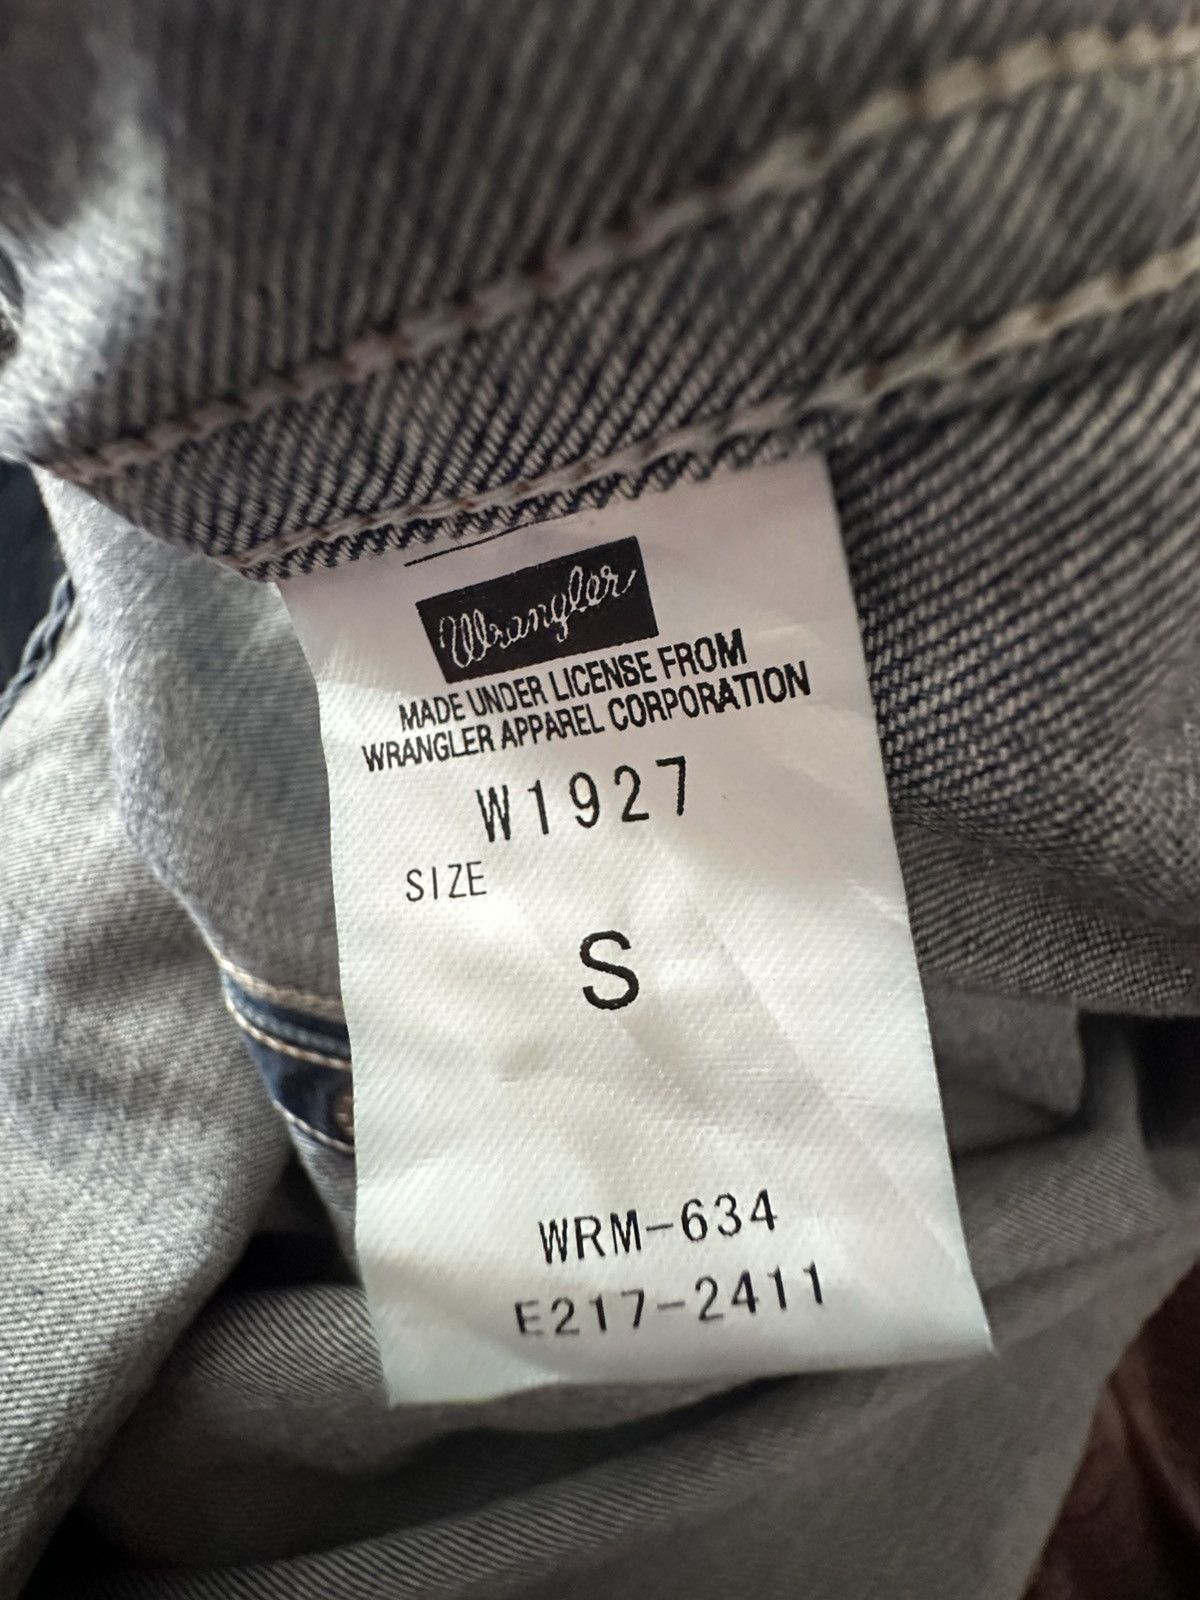 Wrangler
MADE UNDER LICENSE FROM
WRANGLER APPAREL CORPORATION
W1927
SIZE
S
WRM-634
E217-2411